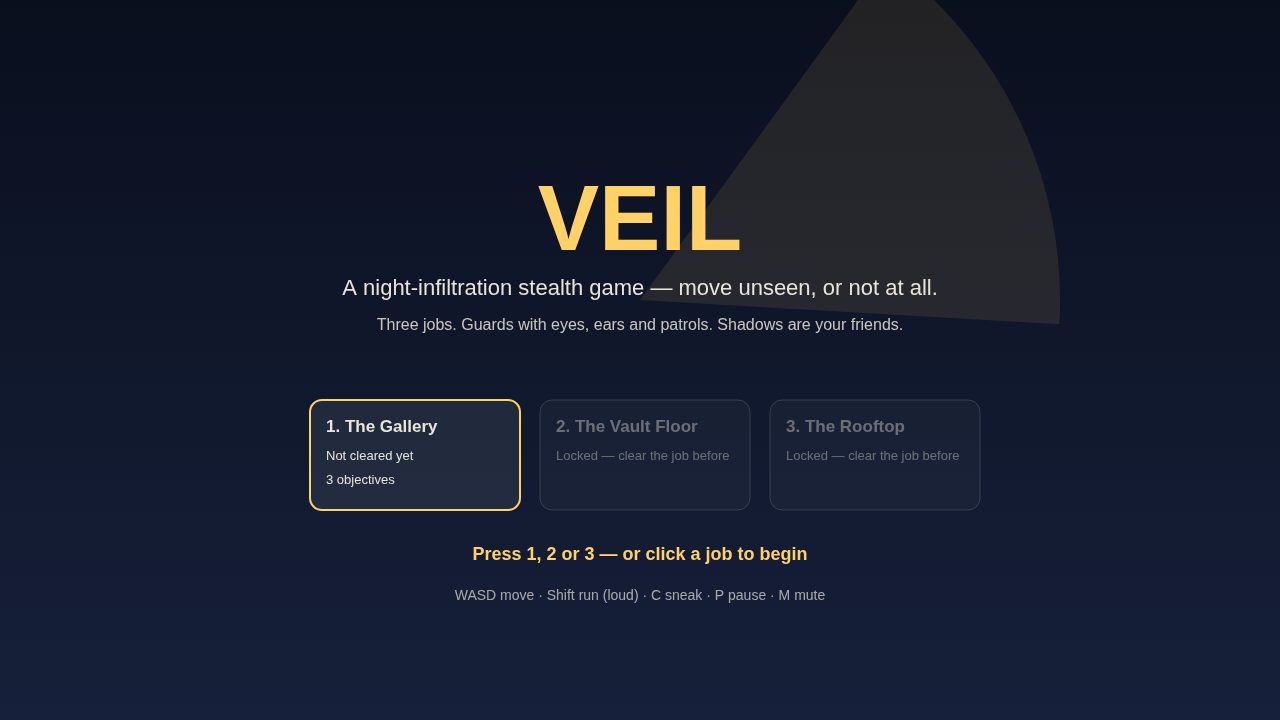 VEIL
A night-infiltration stealth game — move unseen, or not at all.
Three jobs. Guards with eyes, ears and patrols. Shadows are your friends.
1. The Gallery
Not cleared yet
3 objectives
2. The Vault Floor
Locked — clear the job before
3. The Rooftop
Locked — clear the job before
Press 1, 2 or 3 — or click a job to begin
WASD move · Shift run (loud) · C sneak · P pause · M mute